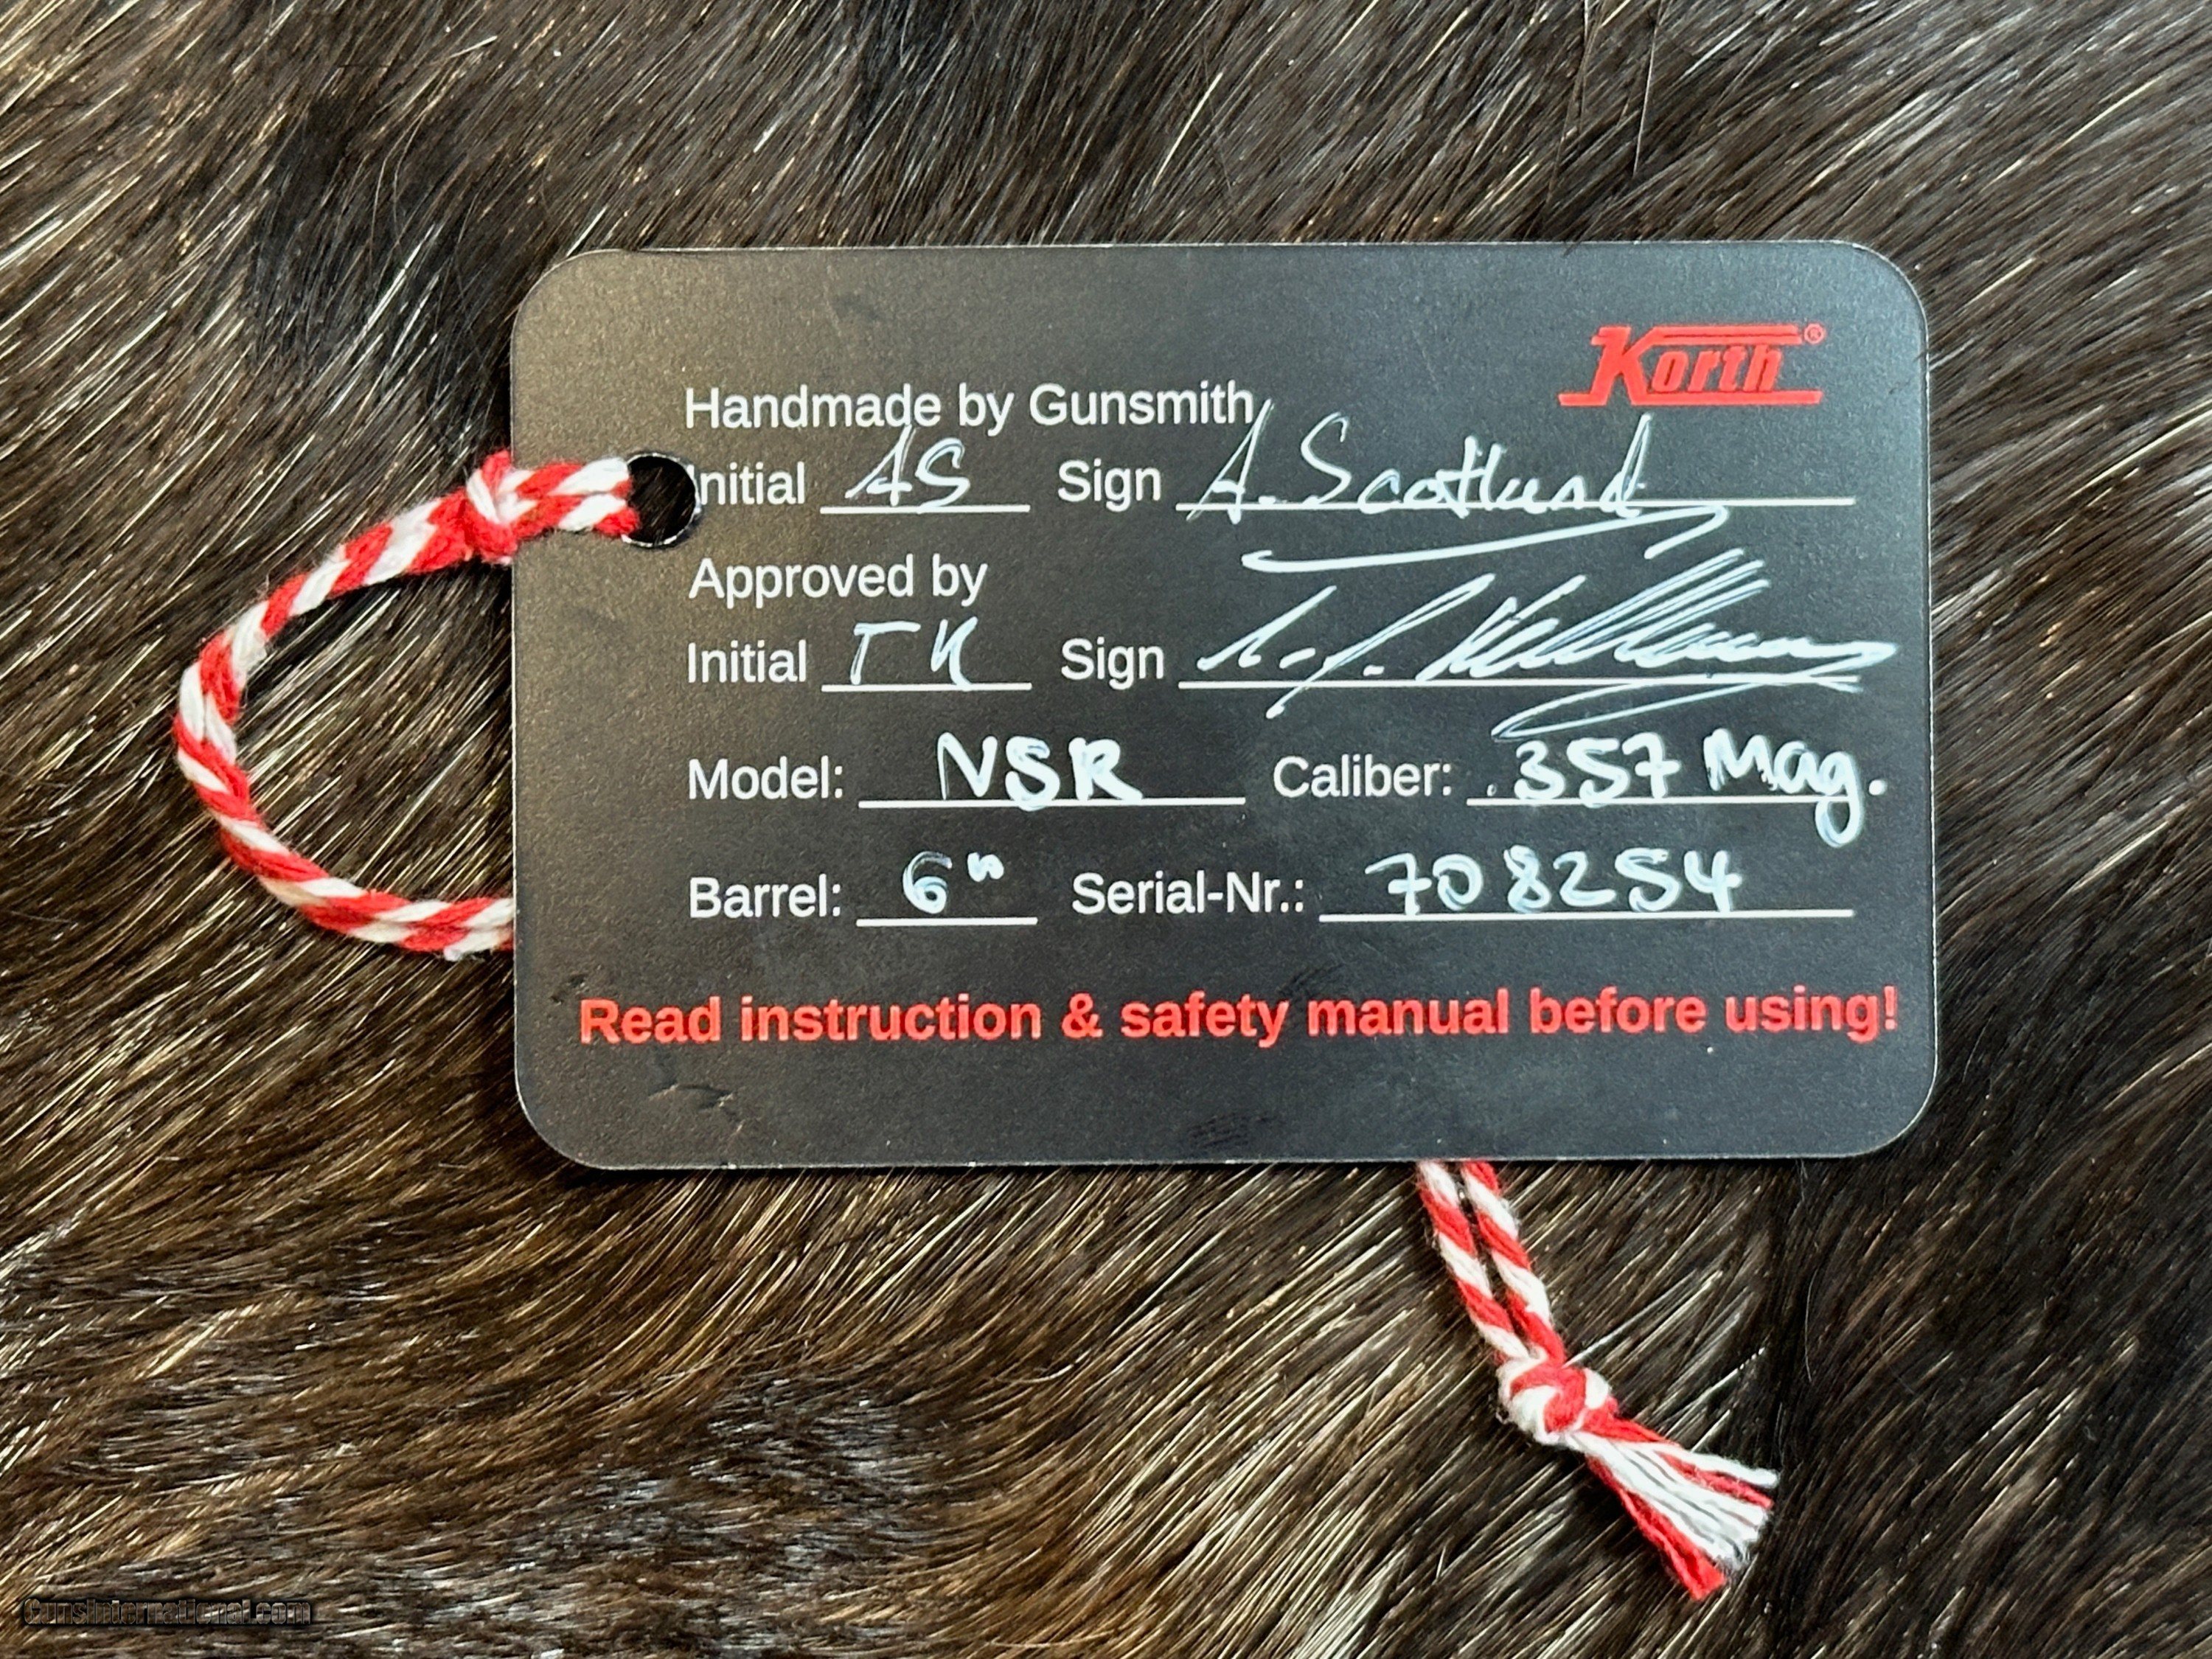 Korth®
Handmade by Gunsmith
Initial AS Sign A. Scotland
Approved by
Initial TK Sign
Model: NSR Caliber: .357 Mag.
Barrel: 6" Serial-Nr.: 708254
Read instruction & safety manual before using!
GunsInternational.com